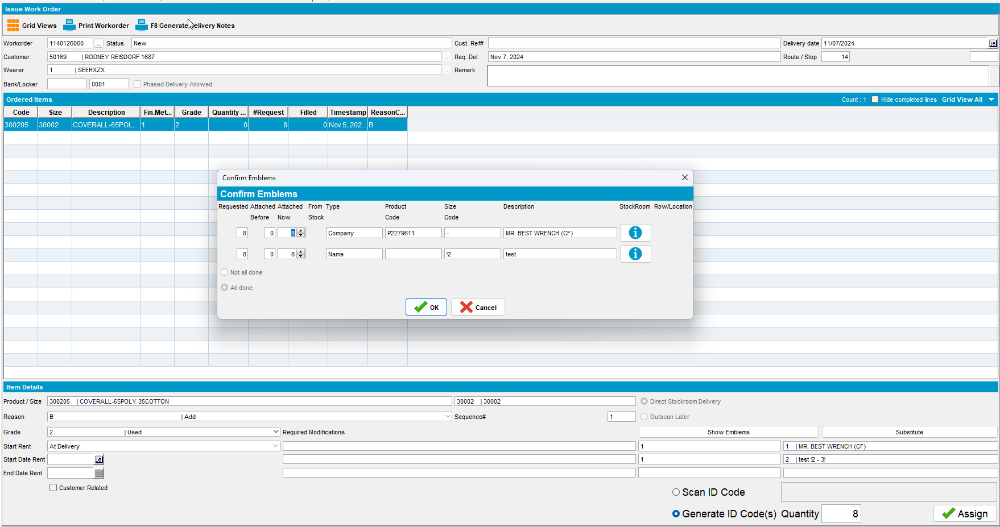 Issue Work Order
Grid Views Print Workorder F8 Generate Delivery Notes
Workorder 1140126060 ... Status New Cust. Ref# Delivery date 11/07/2024 16
Customer 50169 | RODNEY REISDORF 1687 ... Req. Del. Nov 7, 2024 Route / Stop 14
Wearer 1 | SEEHXZX ... Remark
Bank/Locker 0001 Phased Delivery Allowed
Ordered Items Count : 1 Hide completed lines Grid View All
Code Size Description Fin.Met... Grade Quantity ... #Request Filled Timestamp ReasonC...
300205 30002 COVERALL-65POL... 1 2 0 8 0 Nov 5, 202... B
Confirm Emblems
Confirm Emblems
Requested Attached Before Attached Now From Stock Type Product Code Size Code Description StockRoom Row/Location
8 0 8 Company P2279611 - MR. BEST WRENCH (CF)
8 0 8 Name !2 test
Not all done
All done
OK Cancel
Item Details
Product / Size 300205 | COVERALL-65POLY 35COTTON 30002 | 30002 Direct Stockroom Delivery
Reason B | Add Sequence# 1 Outscan Later
Grade 2 | Used Required Modifications Show Emblems Substitute
Start Rent At Delivery 1 1 | MR. BEST WRENCH (CF)
Start Date Rent 16 1 2 | test !2 - 3!
End Date Rent 16
Customer Related
Scan ID Code
Generate ID Code(s) Quantity 8 Assign